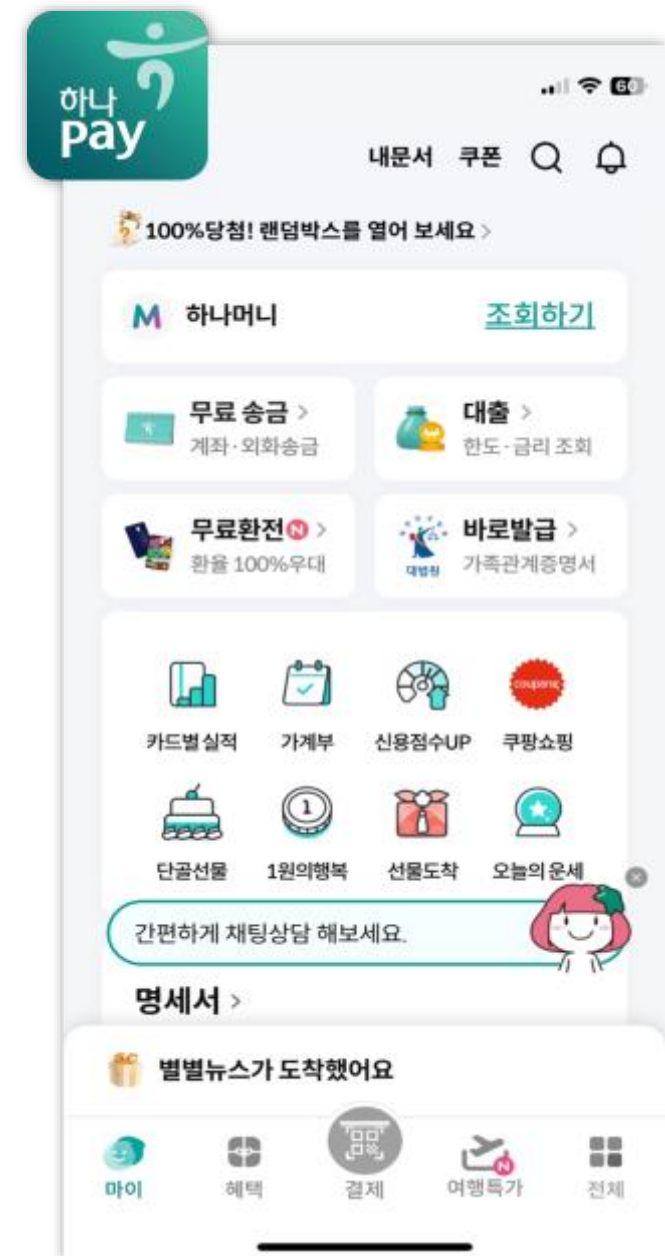 하나
Pay
60
내문서 쿠폰
100%당첨! 랜덤박스를 열어 보세요 >
M 하나머니 조회하기
무료 송금 > 대출 >
계좌·외화송금 한도·금리 조회
무료환전 N > 바로발급 >
환율 100%우대 대법원 가족관계증명서
coupang
카드별 실적 가계부 신용점수UP 쿠팡쇼핑
1
단골선물 1원의행복 선물도착 오늘의 운세
간편하게 채팅상담 해보세요.
명세서 >
별별뉴스가 도착했어요
N
마이 혜택 결제 여행특가 전체